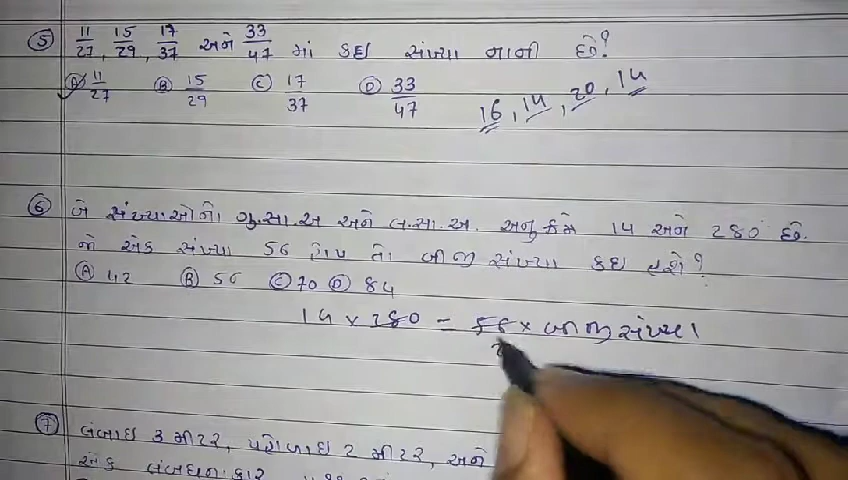 5 11/27, 15/29, 17/37 અને 33/47 માં કઇ સંખ્યા નાની છે?
A 11/27 B 15/29 C 17/37 D 33/47
16, 14, 20, 14
6 બે સંખ્યાઓનો ગુ.સા.અ અને લ.સા.અ. અનુક્રમે 14 અને 280 છે.
જો એક સંખ્યા 56 હોય તો બીજી સંખ્યા કઇ હશે?
A 42 B 56 C 70 D 84
14 x 280 = 56 x બીજી સંખ્યા
7 લંબાઇ 3 મીટર, પહોળાઇ 2 મીટર, અને
એક લંબઘનાકાર